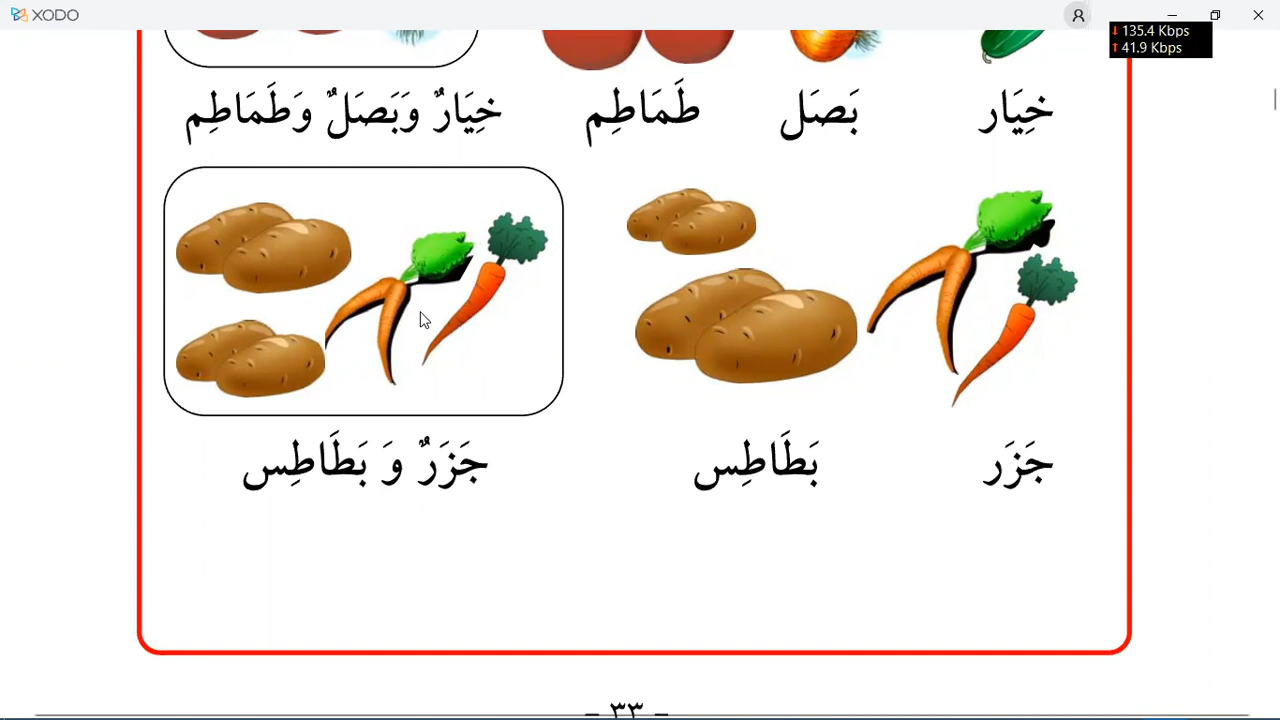 XODO
↓ 135.4 Kbps
↑ 41.9 Kbps
خِيَار بَصَل طَمَاطِم خِيَارٌ وَبَصَلٌ وَطَمَاطِم
جَزَر بَطَاطِس جَزَرٌ وَ بَطَاطِس
– ٣٣ –